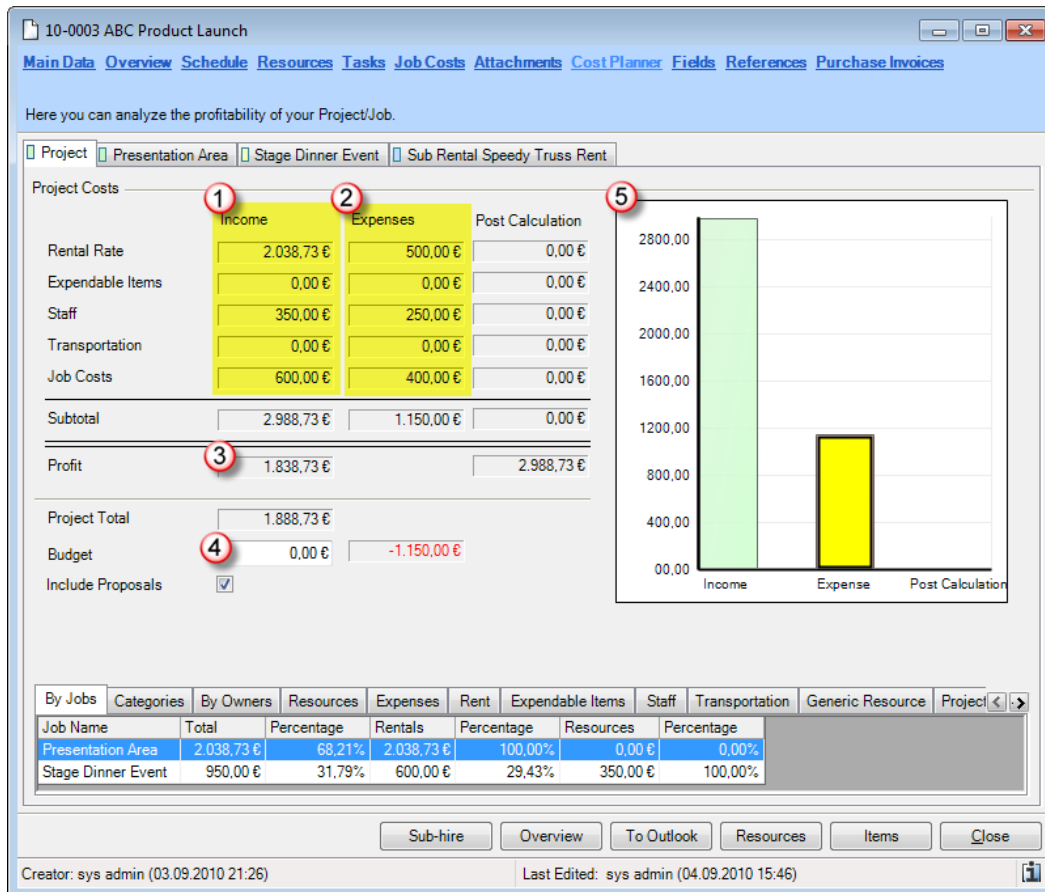 10-0003 ABC Product Launch
Main Data Overview Schedule Resources Tasks Job Costs Attachments Cost Planner Fields References Purchase Invoices
Here you can analyze the profitability of your Project/Job.
Project Presentation Area Stage Dinner Event Sub Rental Speedy Truss Rent
Project Costs
1 2 5
Income Expenses Post Calculation
Rental Rate 2.038,73 € 500,00 € 0,00 €
Expendable Items 0,00 € 0,00 € 0,00 €
Staff 350,00 € 250,00 € 0,00 €
Transportation 0,00 € 0,00 € 0,00 €
Job Costs 600,00 € 400,00 € 0,00 €
Subtotal 2.988,73 € 1.150,00 € 0,00 €
Profit 3 1.838,73 € 2.988,73 €
Project Total 1.888,73 €
Budget 4 0,00 € -1.150,00 €
Include Proposals
2800,00
2400,00
2000,00
1600,00
1200,00
800,00
400,00
00,00
Income Expense Post Calculation
By Jobs Categories By Owners Resources Expenses Rent Expendable Items Staff Transportation Generic Resource Project
Job Name Total Percentage Rentals Percentage Resources Percentage
Presentation Area 2.038,73 € 68,21% 2.038,73 € 100,00% 0,00 € 0,00%
Stage Dinner Event 950,00 € 31,79% 600,00 € 29,43% 350,00 € 100,00%
Sub-hire Overview To Outlook Resources Items Close
Creator: sys admin (03.09.2010 21:26) Last Edited: sys admin (04.09.2010 15:46)